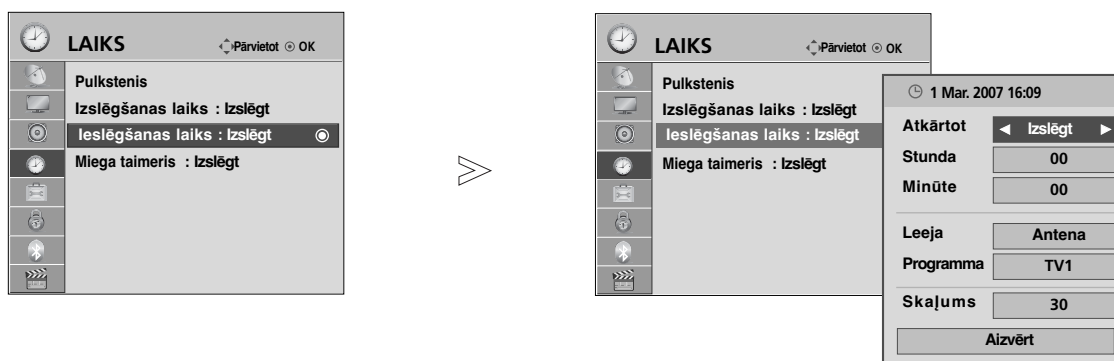 LAIKS Pārvietot OK
Pulkstenis
Izslēgšanas laiks : Izslēgt
Ieslēgšanas laiks : Izslēgt
Miega taimeris : Izslēgt
LAIKS Pārvietot OK
Pulkstenis
Izslēgšanas laiks : Izslēgt
Ieslēgšanas laiks : Izslēgt
Miega taimeris : Izslēgt
1 Mar. 2007 16:09
Atkārtot ◀ Izslēgt ▶
Stunda 00
Minūte 00
Leeja Antena
Programma TV1
Skaļums 30
Aizvērt